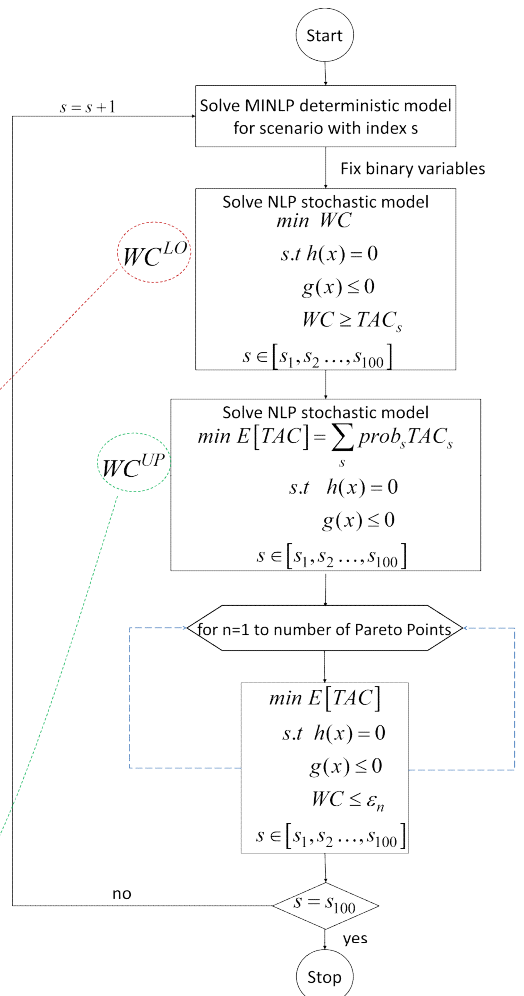 Start
s = s + 1
Solve MINLP deterministic model
for scenario with index s
Fix binary variables
Solve NLP stochastic model
min WC
s.t h(x) = 0
g(x) ≤ 0
WC ≥ TAC_s
s ∈ [s_1, s_2 …, s_100]
WC^LO
Solve NLP stochastic model
min E[TAC] = ∑_s prob_s TAC_s
s.t h(x) = 0
g(x) ≤ 0
s ∈ [s_1, s_2 …, s_100]
WC^UP
for n=1 to number of Pareto Points
min E[TAC]
s.t h(x) = 0
g(x) ≤ 0
WC ≤ ε_n
s ∈ [s_1, s_2 …, s_100]
no
s = s_100
yes
Stop